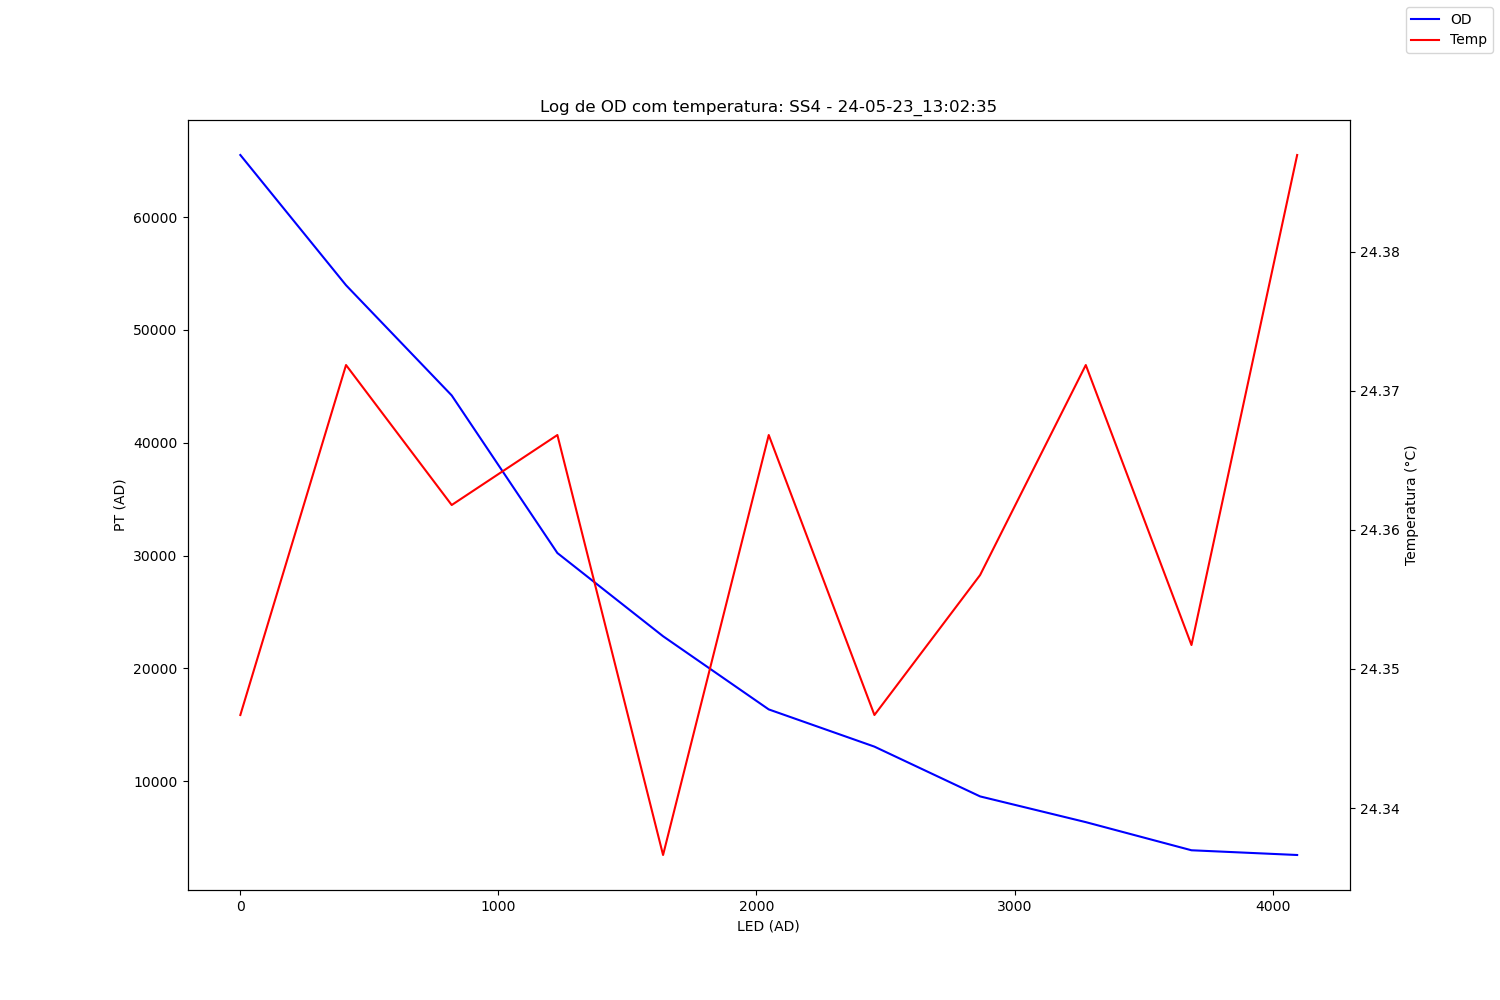 OD
Temp
Log de OD com temperatura: SS4 - 24-05-23_13:02:35
60000
50000
40000
30000
20000
10000
PT (AD)
24.38
24.37
24.36
24.35
24.34
Temperatura (°C)
0 1000 2000 3000 4000
LED (AD)